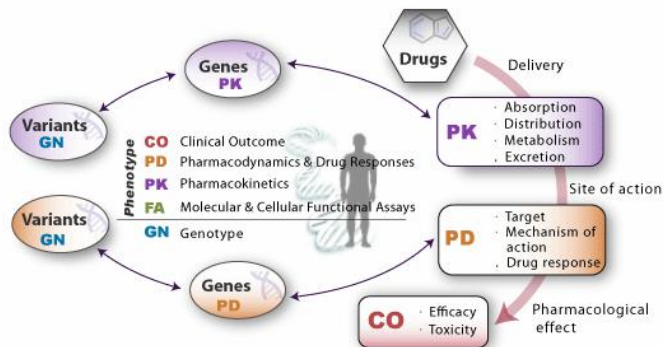 Drugs
Delivery
Genes
PK
Variants
GN
PK
· Absorption
· Distribution
· Metabolism
. Excretion
Phenotype
CO Clinical Outcome
PD Pharmacodynamics & Drug Responses
PK Pharmacokinetics
FA Molecular & Cellular Functional Assays
GN Genotype
Site of action
Variants
GN
PD
· Target
· Mechanism of
action
. Drug response
Genes
PD
CO
· Efficacy
· Toxicity
Pharmacological
effect